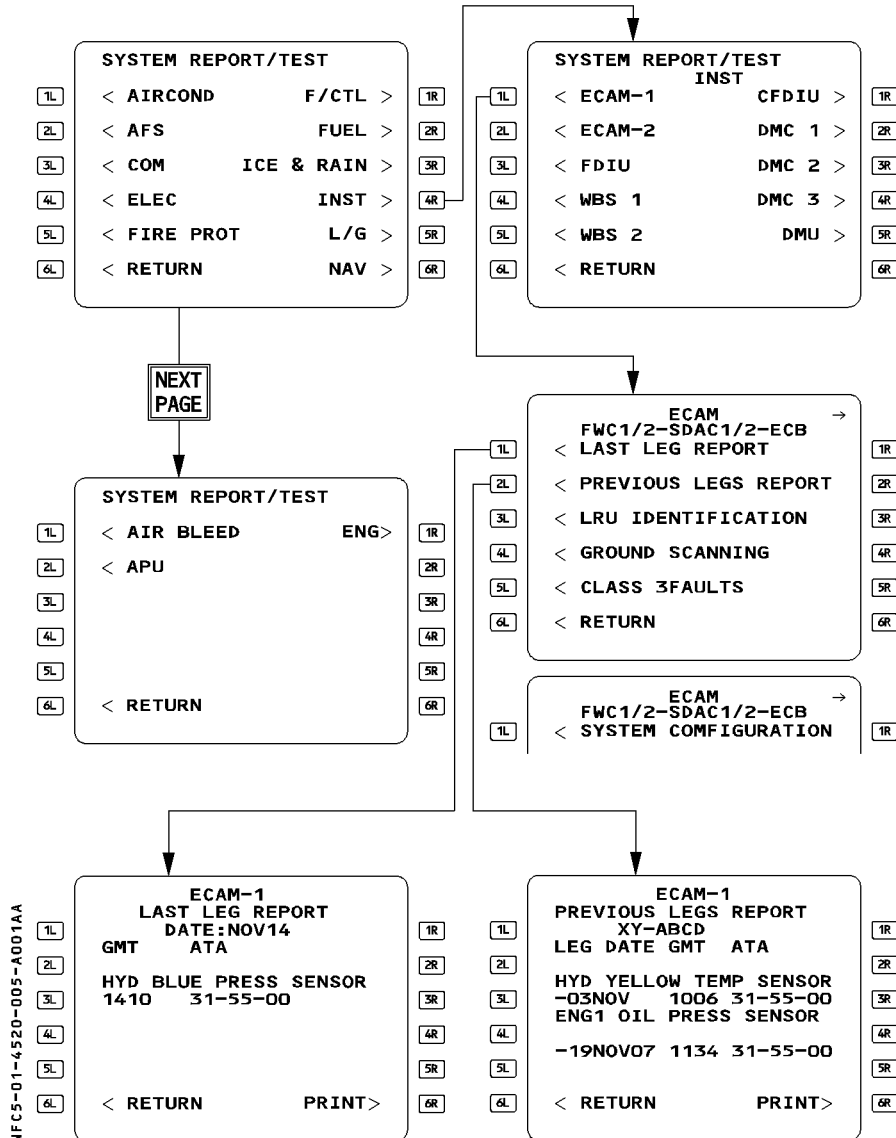 SYSTEM REPORT/TEST
1L < AIRCOND F/CTL > 1R
2L < AFS FUEL > 2R
3L < COM ICE & RAIN > 3R
4L < ELEC INST > 4R
5L < FIRE PROT L/G > 5R
6L < RETURN NAV > 6R
SYSTEM REPORT/TEST
INST
1L < ECAM-1 CFDIU > 1R
2L < ECAM-2 DMC 1 > 2R
3L < FDIU DMC 2 > 3R
4L < WBS 1 DMC 3 > 4R
5L < WBS 2 DMU > 5R
6L < RETURN 6R
NEXT
PAGE
SYSTEM REPORT/TEST
1L < AIR BLEED ENG> 1R
2L < APU 2R
3L 3R
4L 4R
5L 5R
6L < RETURN 6R
ECAM →
FWC1/2-SDAC1/2-ECB
1L < LAST LEG REPORT 1R
2L < PREVIOUS LEGS REPORT 2R
3L < LRU IDENTIFICATION 3R
4L < GROUND SCANNING 4R
5L < CLASS 3FAULTS 5R
6L < RETURN 6R
ECAM →
FWC1/2-SDAC1/2-ECB
1L < SYSTEM COMFIGURATION 1R
ECAM-1
LAST LEG REPORT
1L DATE:NOV14 1R
GMT ATA
2L 2R
HYD BLUE PRESS SENSOR
3L 1410 31-55-00 3R
4L 4R
5L 5R
6L < RETURN PRINT> 6R
ECAM-1
PREVIOUS LEGS REPORT
1L XY-ABCD 1R
LEG DATE GMT ATA
2L 2R
HYD YELLOW TEMP SENSOR
3L -03NOV 1006 31-55-00 3R
ENG1 OIL PRESS SENSOR
4L 4R
-19NOV07 1134 31-55-00
5L 5R
6L < RETURN PRINT> 6R
NFC5-01-4520-005-A001AA